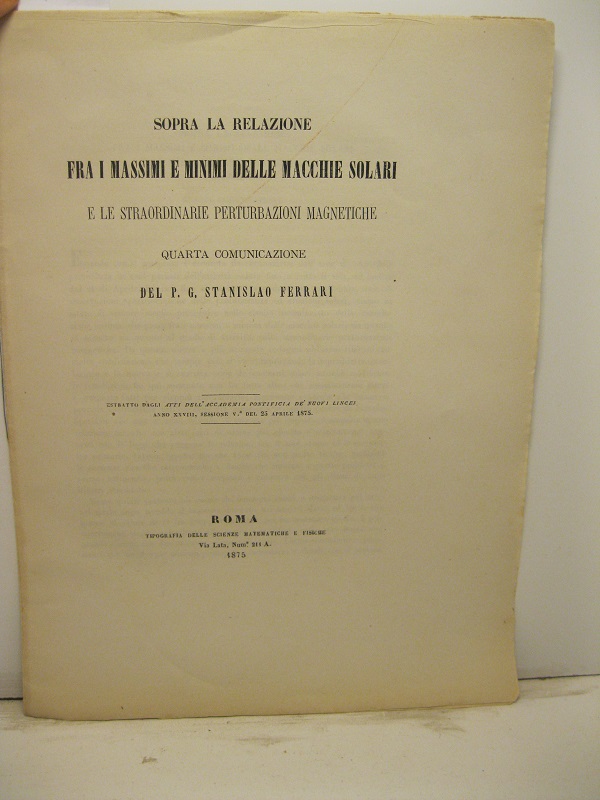 SOPRA LA RELAZIONE
FRA I MASSIMI E MINIMI DELLE MACCHIE SOLARI
E LE STRAORDINARIE PERTURBAZIONI MAGNETICHE
QUARTA COMUNICAZIONE
DEL P. G. STANISLAO FERRARI
ESTRATTO DAGLI ATTI DELL'ACCADEMIA PONTIFICIA DE' NUOVI LINCEI
ANNO XXVIII, SESSIONE V.ª DEL 25 APRILE 1875.
ROMA
TIPOGRAFIA DELLE SCIENZE MATEMATICHE E FISICHE
Via Lata, Num.º 211 A.
1875